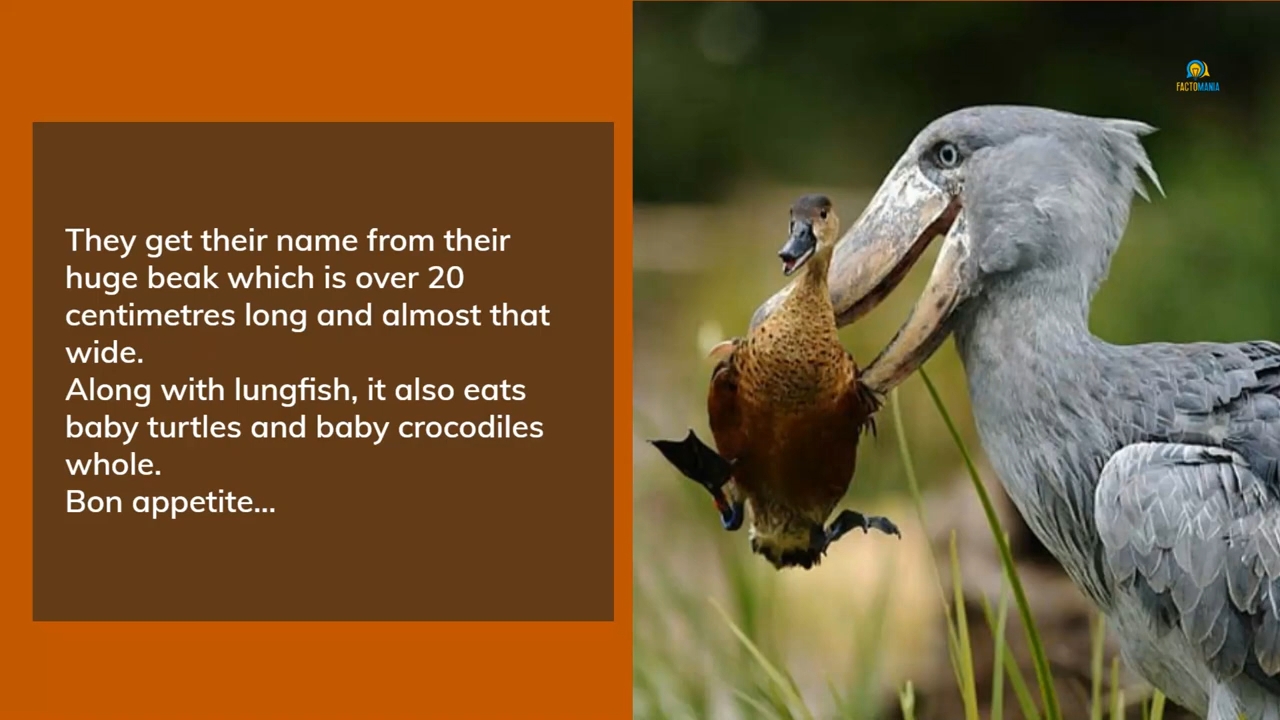 They get their name from their
huge beak which is over 20
centimetres long and almost that
wide.
Along with lungfish, it also eats
baby turtles and baby crocodiles
whole.
Bon appetite...
FACTOMANIA